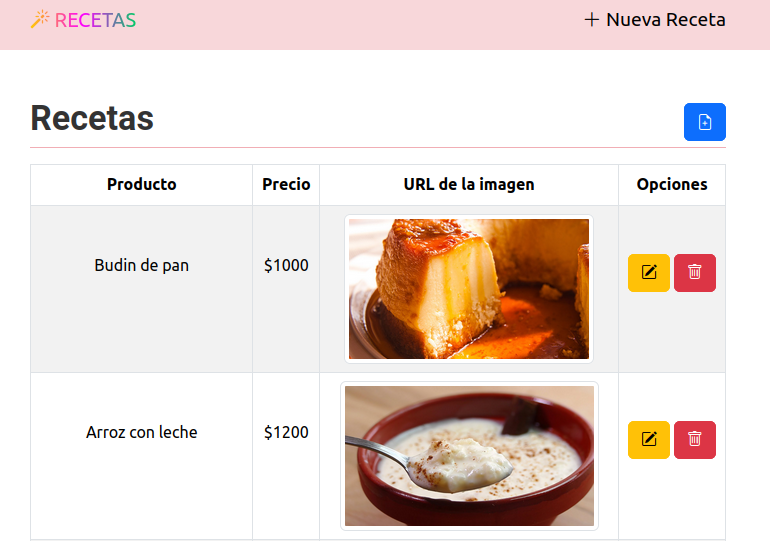 RECETAS
+ Nueva Receta
Recetas
Producto Precio URL de la imagen Opciones
Budin de pan $1000
Arroz con leche $1200